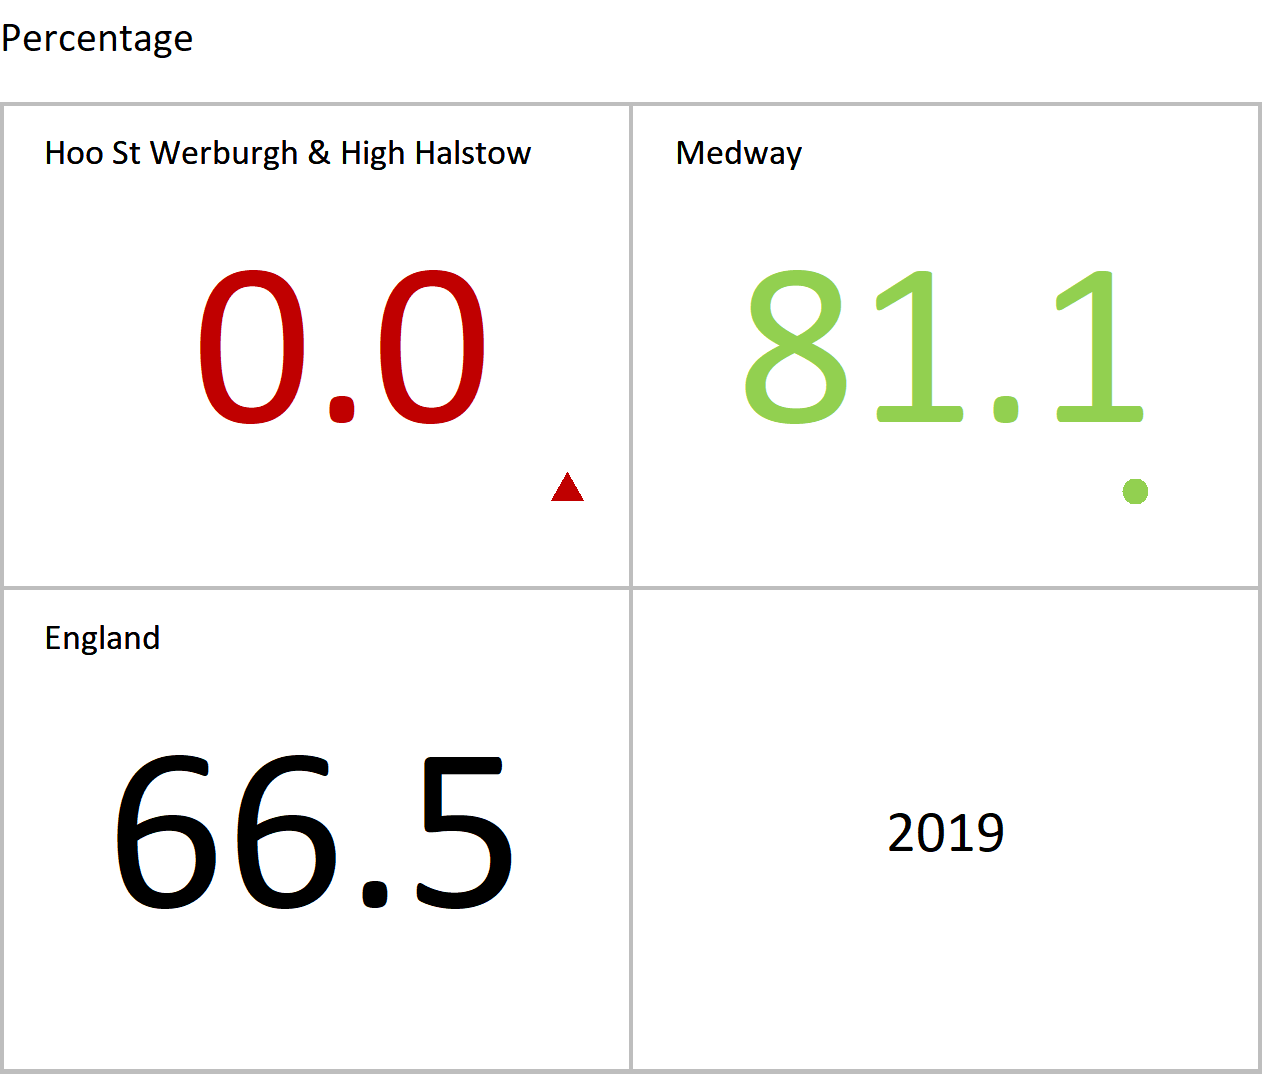 Percentage
Hoo St Werburgh & High Halstow
Medway
0.0
81.1
England
66.5
2019